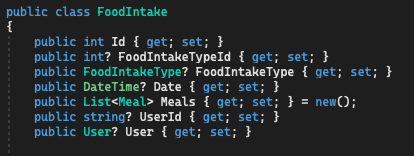 public class FoodIntake
{
public int Id { get; set; }
public int? FoodIntakeTypeId { get; set; }
public FoodIntakeType? FoodIntakeType { get; set; }
public DateTime? Date { get; set; }
public List<Meal> Meals { get; set; } = new();
public string? UserId { get; set; }
public User? User { get; set; }